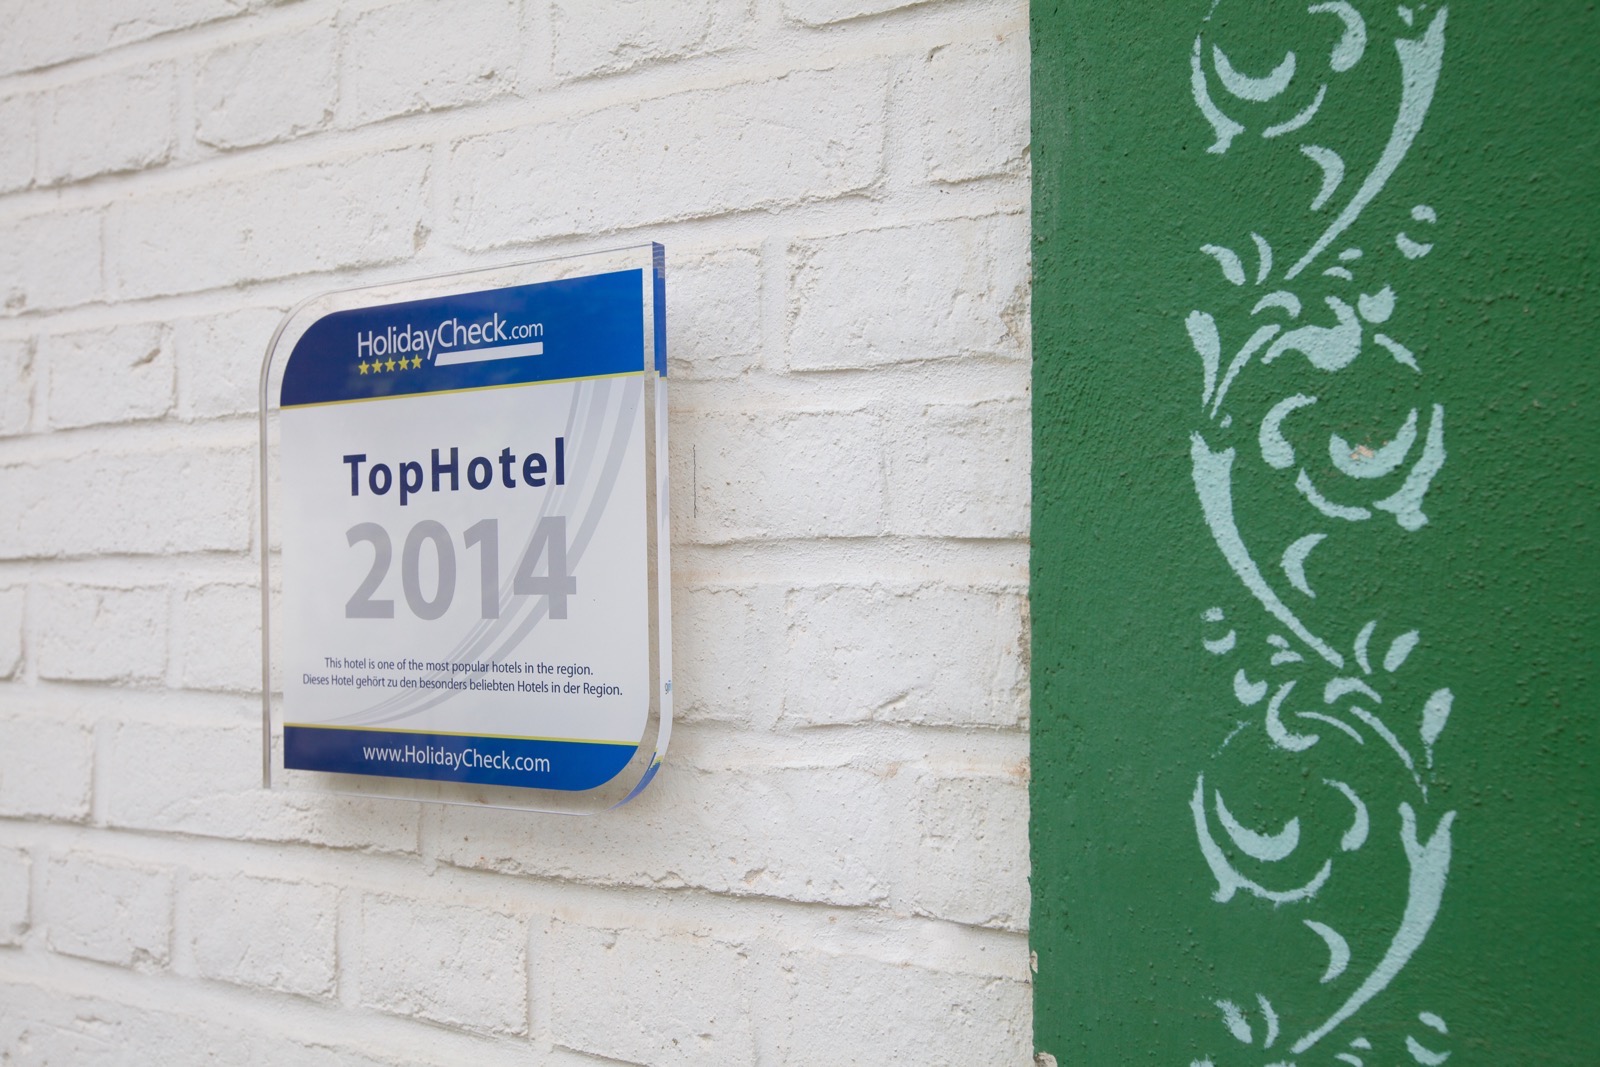 HolidayCheck.com
TopHotel
2014
This hotel is one of the most popular hotels in the region.
Dieses Hotel gehört zu den besonders beliebten Hotels in der Region.
www.HolidayCheck.com